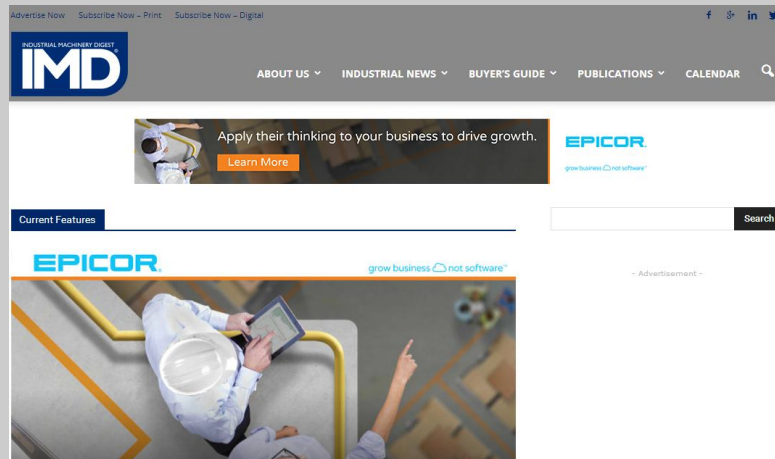 Advertise Now Subscribe Now – Print Subscribe Now – Digital
INDUSTRIAL MACHINERY DIGEST
IMD
ABOUT US INDUSTRIAL NEWS BUYER'S GUIDE PUBLICATIONS CALENDAR
Apply their thinking to your business to drive growth.
Learn More
EPICOR.
grow business not software™
Current Features
Search
EPICOR.
grow business not software™
- Advertisement -